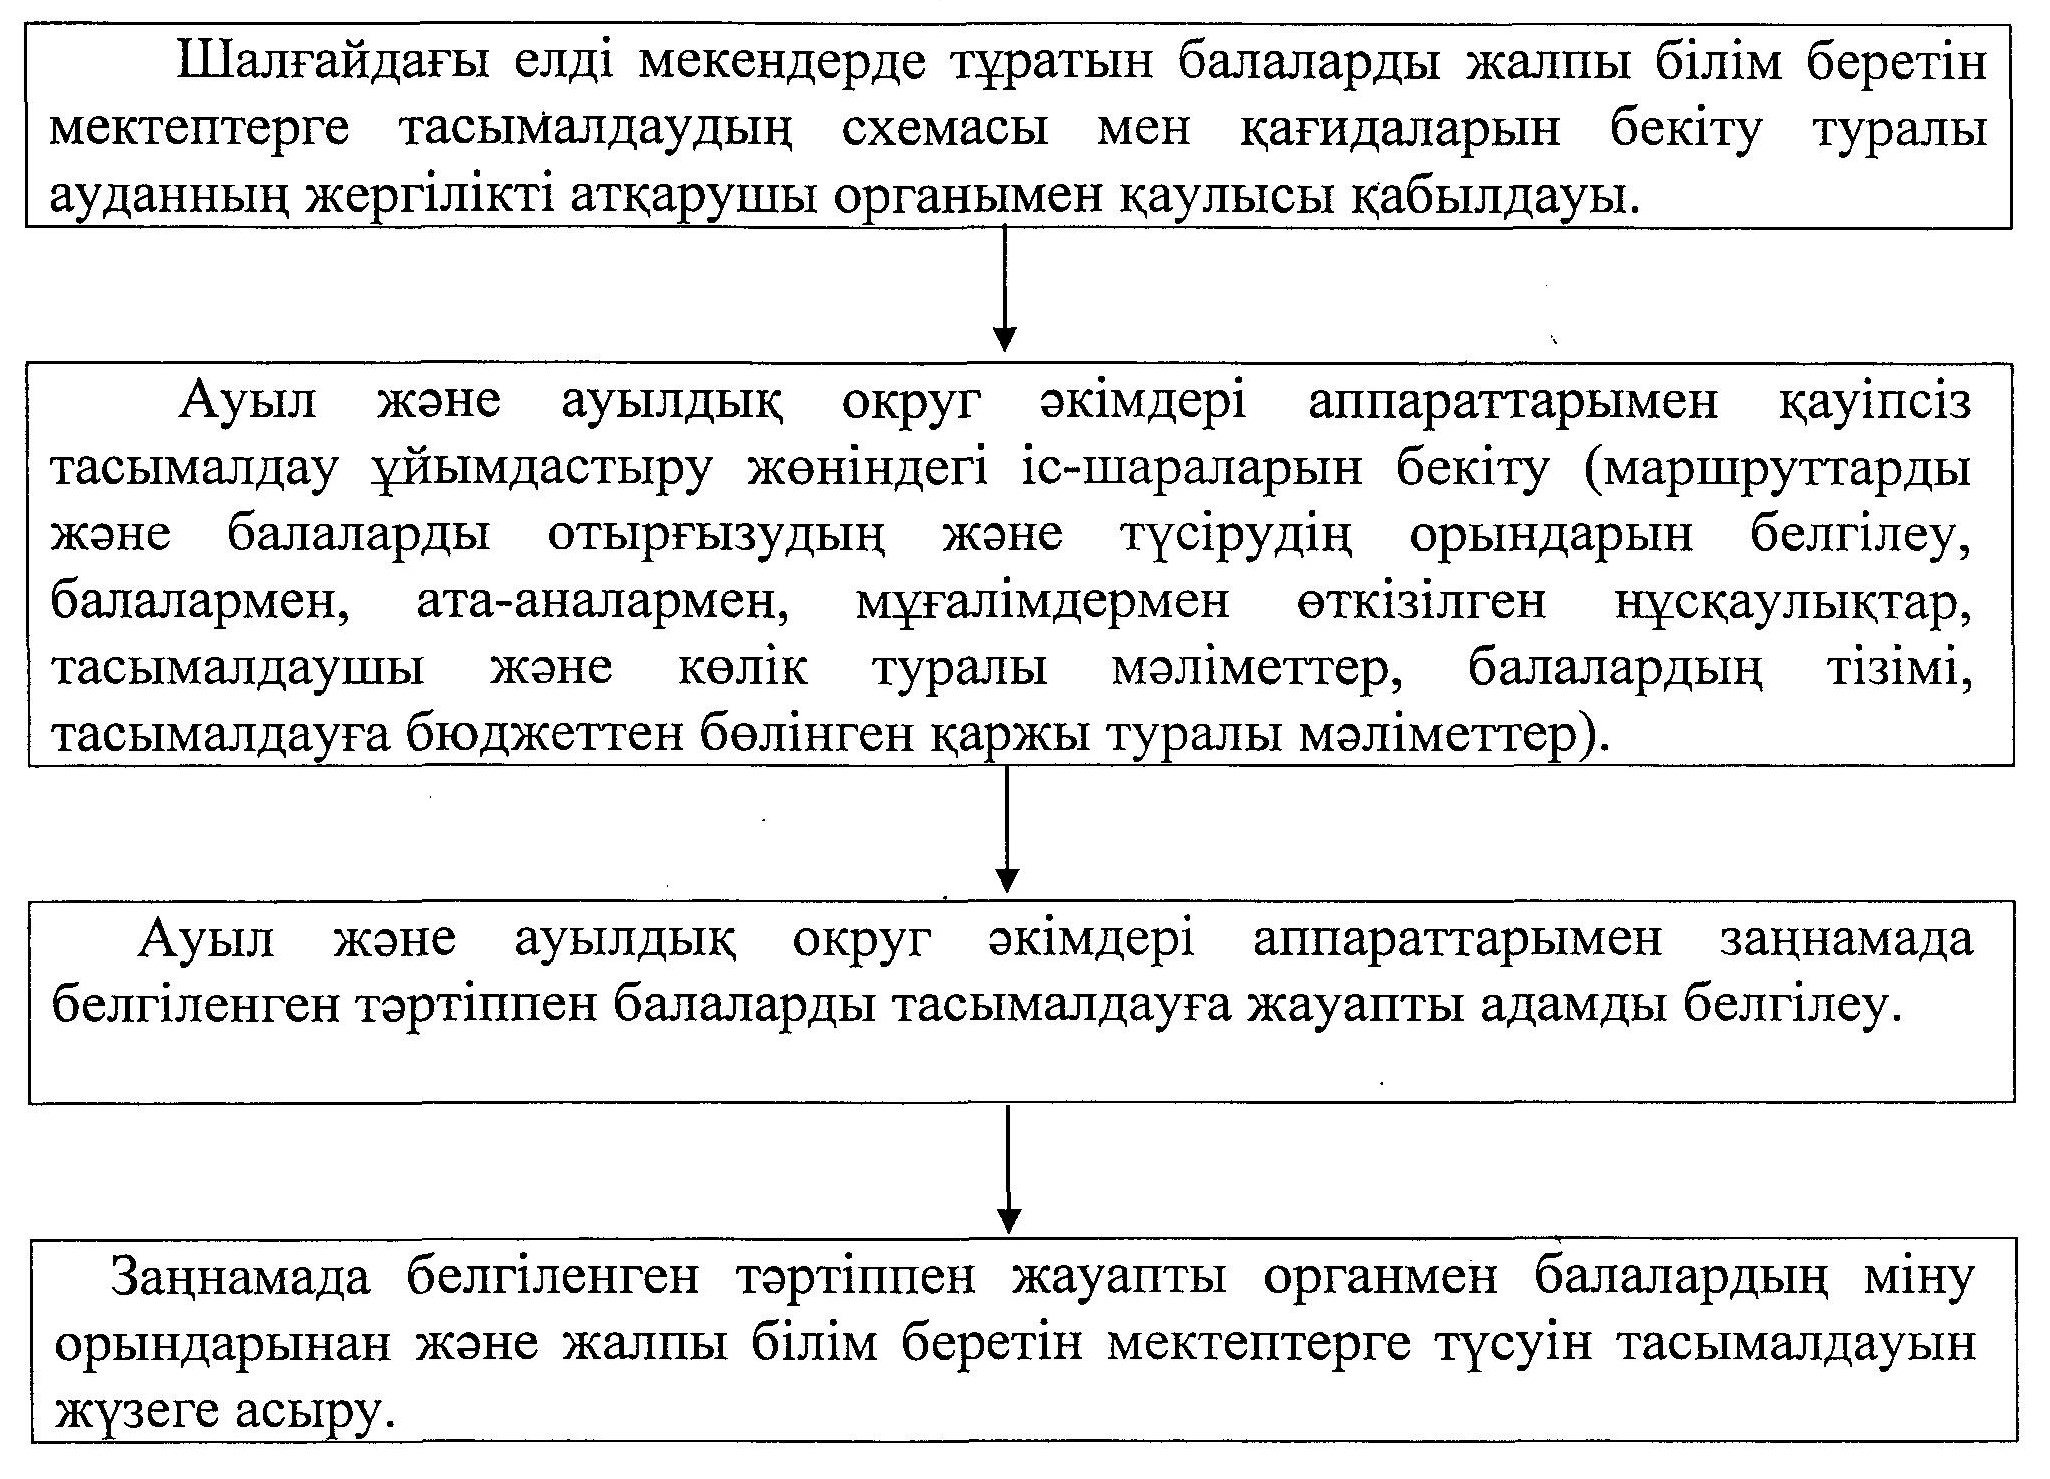 Шалғайдағы елді мекендерде тұратын балаларды жалпы білім беретін
мектептерге тасымалдаудың схемасы мен қағидаларын бекіту туралы
ауданның жергілікті атқарушы органымен қаулысы қабылдауы.
Ауыл және ауылдық округ әкімдері аппараттарымен қауіпсіз
тасымалдау ұйымдастыру жөніндегі іс-шараларын бекіту (маршруттарды
және балаларды отырғызудың және түсірудің орындарын белгілеу,
балалармен, ата-аналармен, мұғалімдермен өткізілген нұсқаулықтар,
тасымалдаушы және көлік туралы мәліметтер, балалардың тізімі,
тасымалдауға бюджеттен бөлінген қаржы туралы мәліметтер).
Ауыл және ауылдық округ әкімдері аппараттарымен заңнамада
белгіленген тәртіппен балаларды тасымалдауға жауапты адамды белгілеу.
Заңнамада белгіленген тәртіппен жауапты органмен балалардың міну
орындарынан және жалпы білім беретін мектептерге түсуін тасымалдауын
жүзеге асыру.